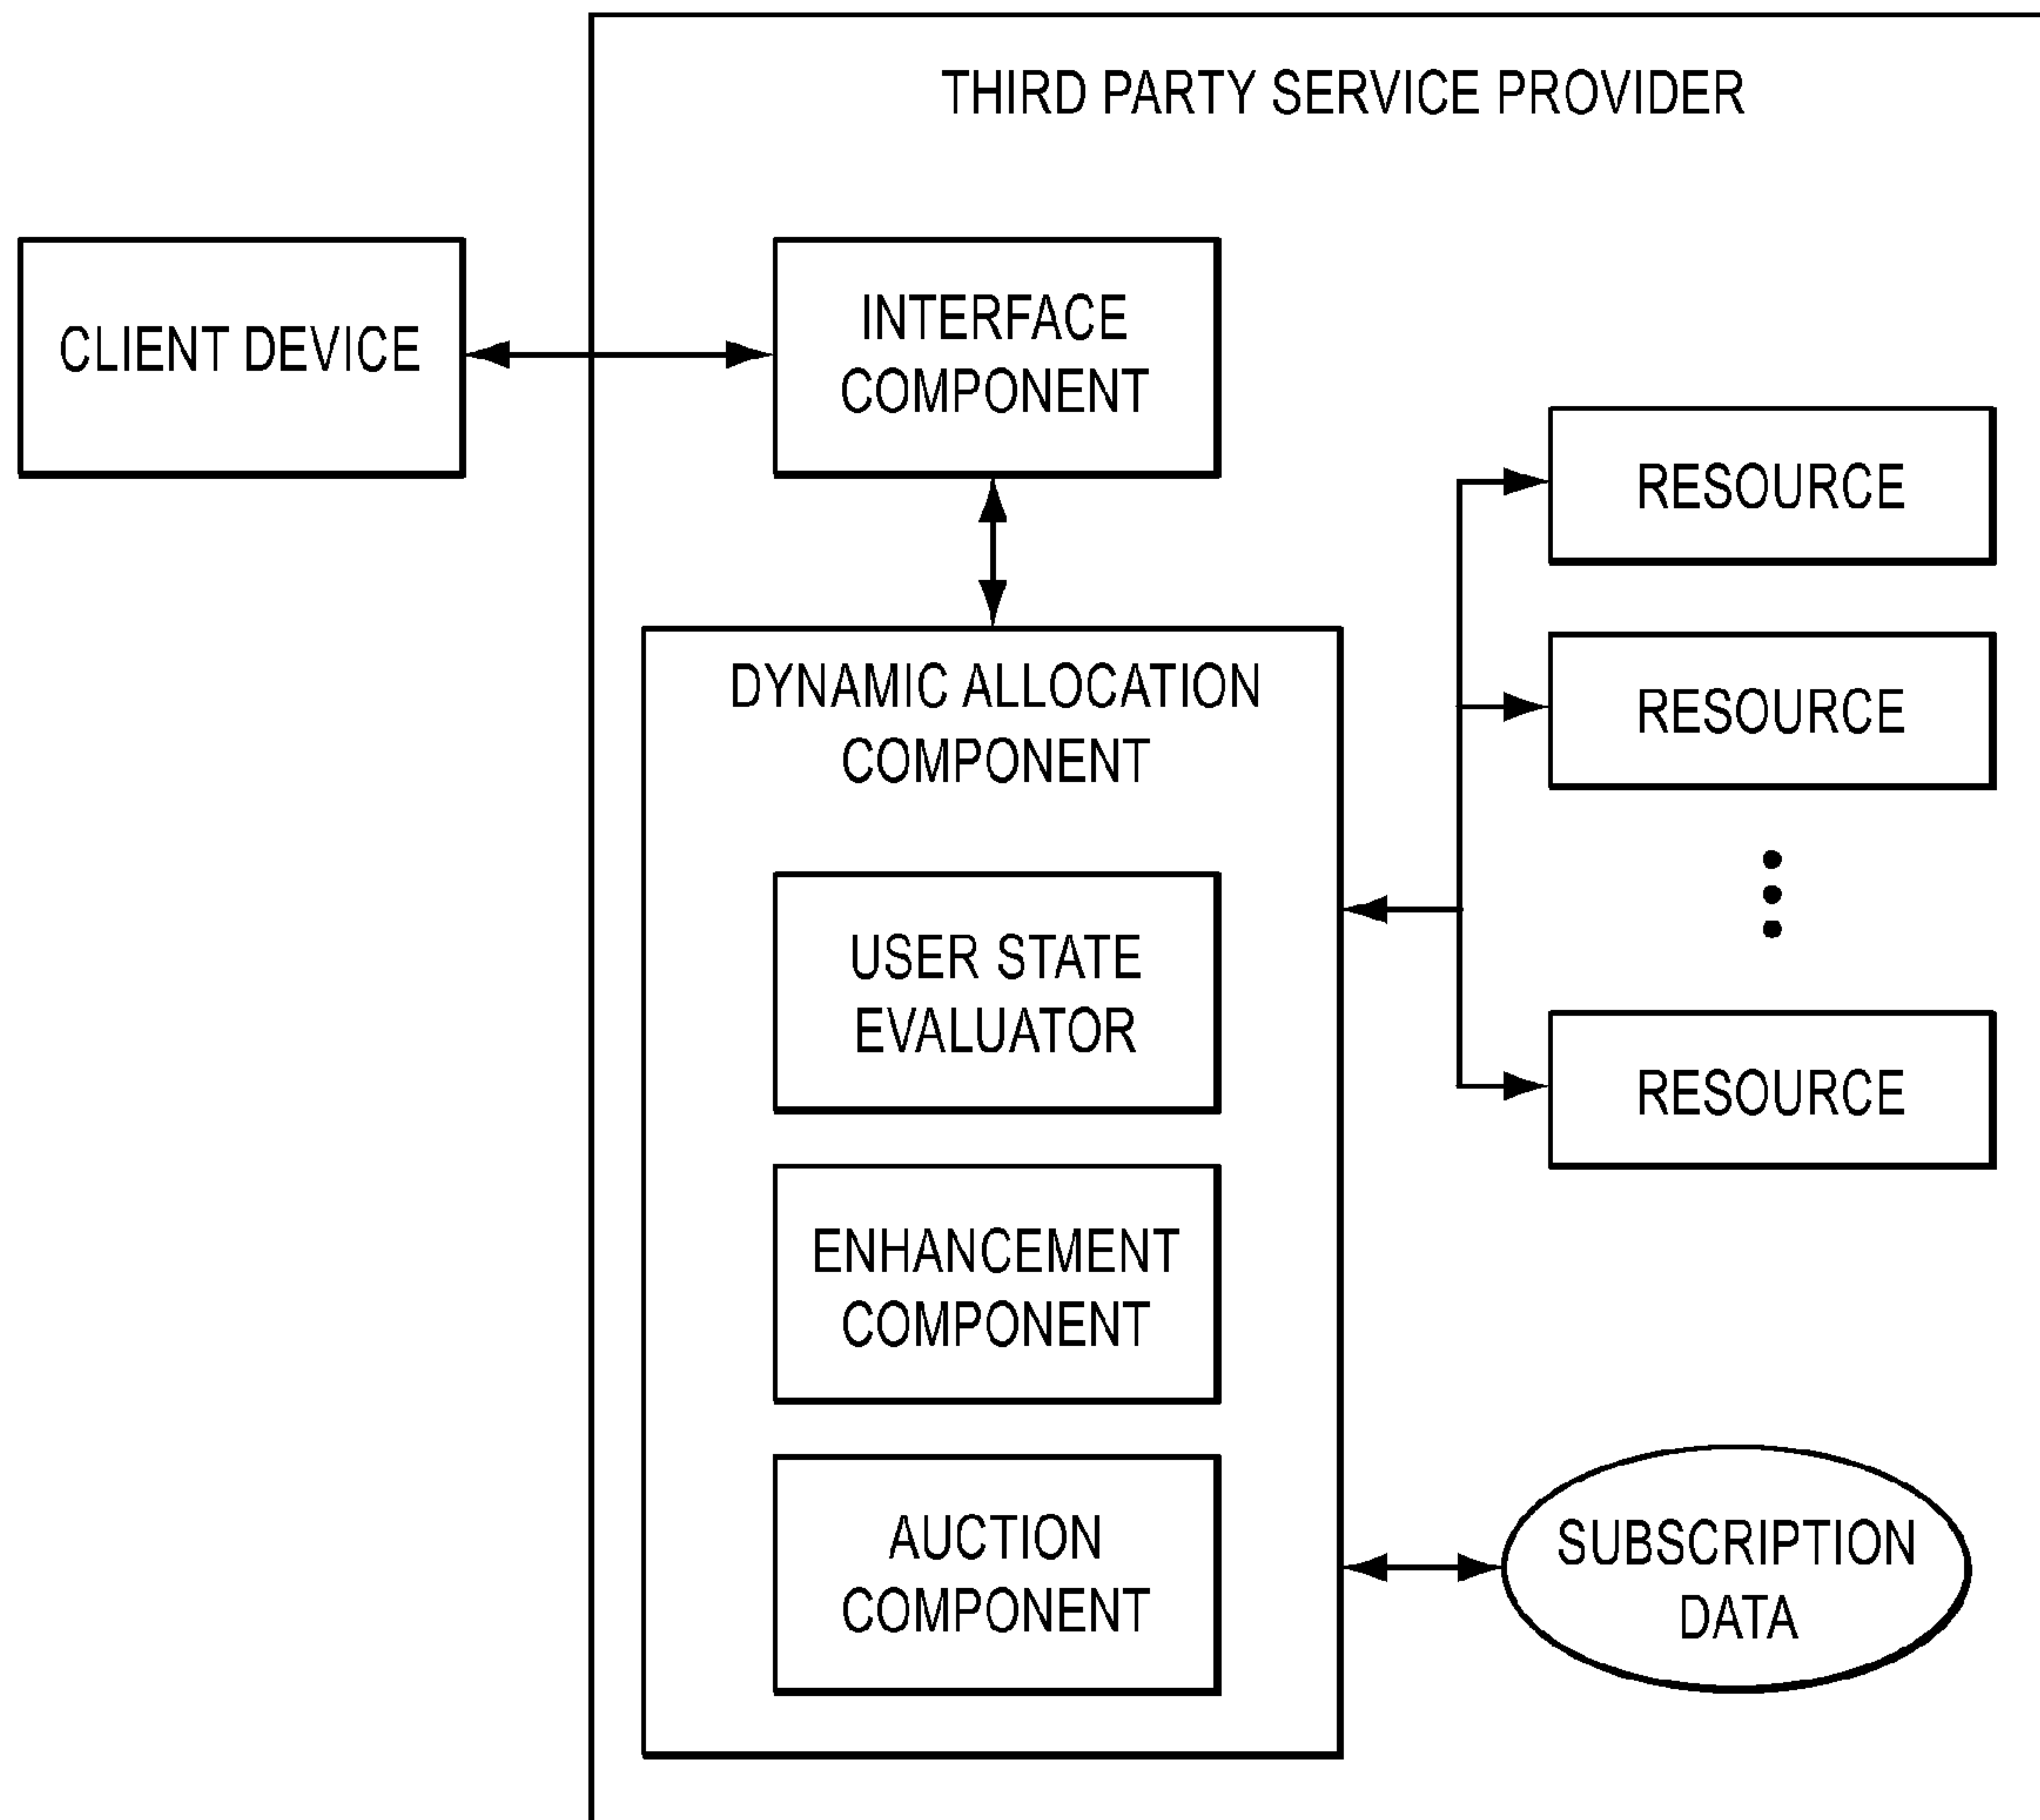 THIRD PARTY SERVICE PROVIDER
CLIENT DEVICE
INTERFACE
COMPONENT
RESOURCE
DYNAMIC ALLOCATION
COMPONENT
RESOURCE
USER STATE
EVALUATOR
RESOURCE
ENHANCEMENT
COMPONENT
AUCTION
COMPONENT
SUBSCRIPTION
DATA